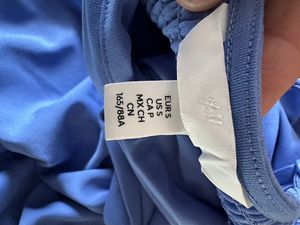 EUR S
US S
CA P
MX CH
CN
165/88A
H&M